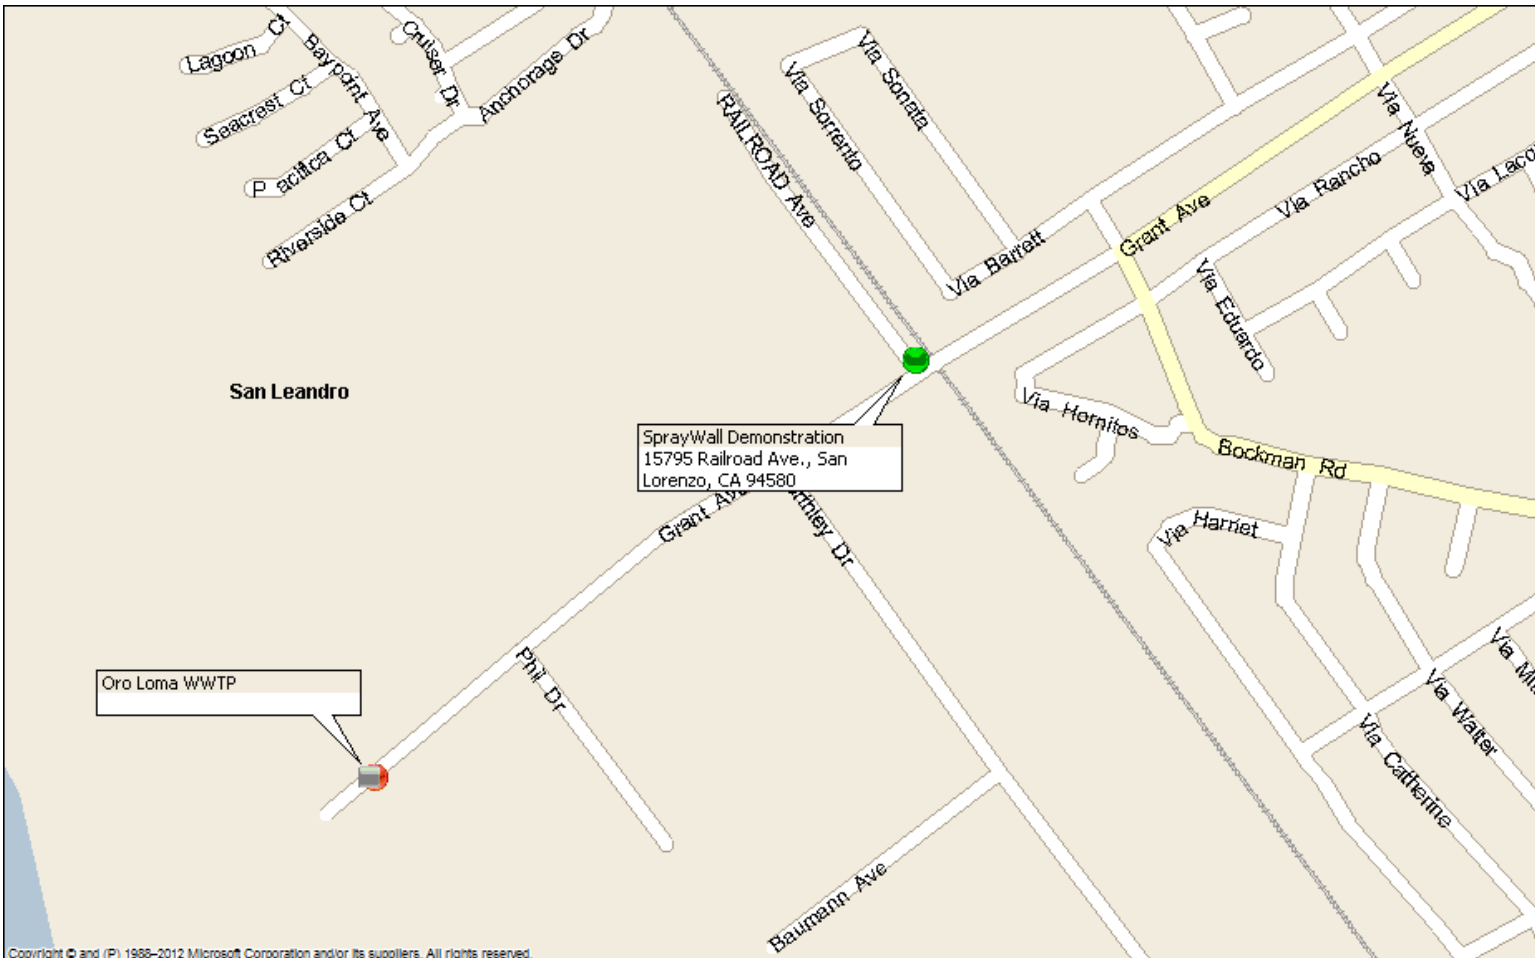 Lagoon Ct
Baypoint Ave
Cruiser Dr
Anchorage Dr
Seacrest Ct
Pacifica Ct
Riverside Ct
RAILROAD Ave
Via Sorrento
Via Sonata
Via Barrett
Grant Ave
Via Nueva
Via Rancho
Via Eduardo
San Leandro
Via Hornitos
Bockman Rd
SprayWall Demonstration
15795 Railroad Ave., San
Lorenzo, CA 94580
Grant Ave
Via Harriet
Phil Dr
Oro Loma WWTP
Via Walter
Via Catherine
Baumann Ave
Copyright © and (P) 1988–2012 Microsoft Corporation and/or its suppliers. All rights reserved.